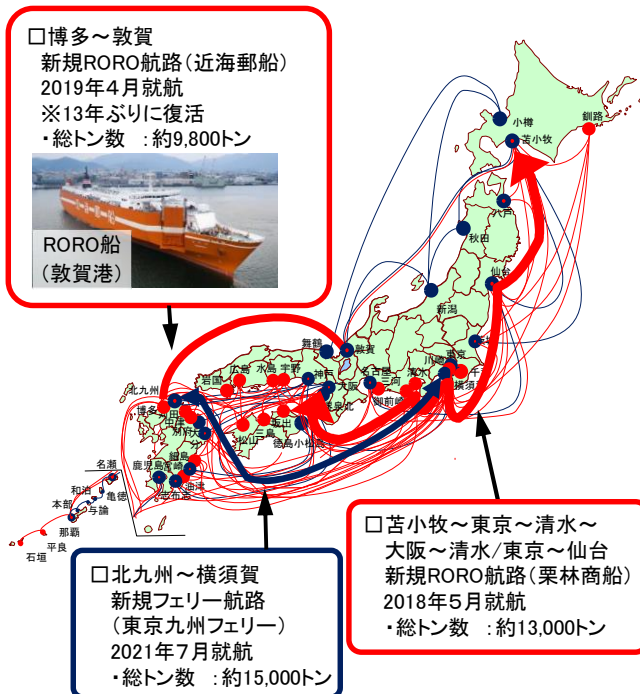 □博多～敦賀
新規RORO航路（近海郵船）
2019年4月就航
※13年ぶりに復活
・総トン数 ：約9,800トン
RORO船
（敦賀港）
小樽
釧路
苫小牧
八戸
秋田
仙台
新潟
舞鶴
敦賀
東京
川崎
千
横須
名古屋
清水
三河
御前崎
神戸
大阪
泉北
広島
水島
宇野
岩国
北九州
博多
中津
別府
大
分
松山
三島
坂出
徳島小松島
細島
鹿児島
宮崎
油津
志布志
名瀬
和泊
亀徳
本部
与論
那覇
平良
石垣
□苫小牧～東京～清水～
大阪～清水/東京～仙台
新規RORO航路（栗林商船）
2018年5月就航
・総トン数 ：約13,000トン
□北九州～横須賀
新規フェリー航路
（東京九州フェリー）
2021年7月就航
・総トン数 ：約15,000トン